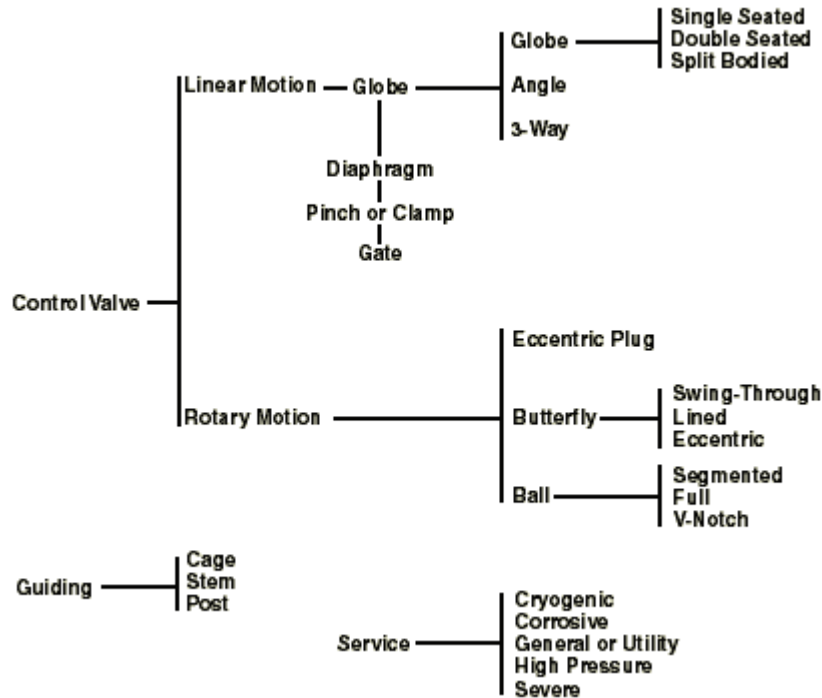 Single Seated
Globe
Double Seated
Split Bodied
Linear Motion
Globe
Angle
3-Way
Diaphragm
Pinch or Clamp
Gate
Control Valve
Eccentric Plug
Swing-Through
Rotary Motion
Butterfly
Lined
Eccentric
Segmented
Ball
Full
V-Notch
Cage
Guiding
Stem
Post
Cryogenic
Corrosive
Service
General or Utility
High Pressure
Severe